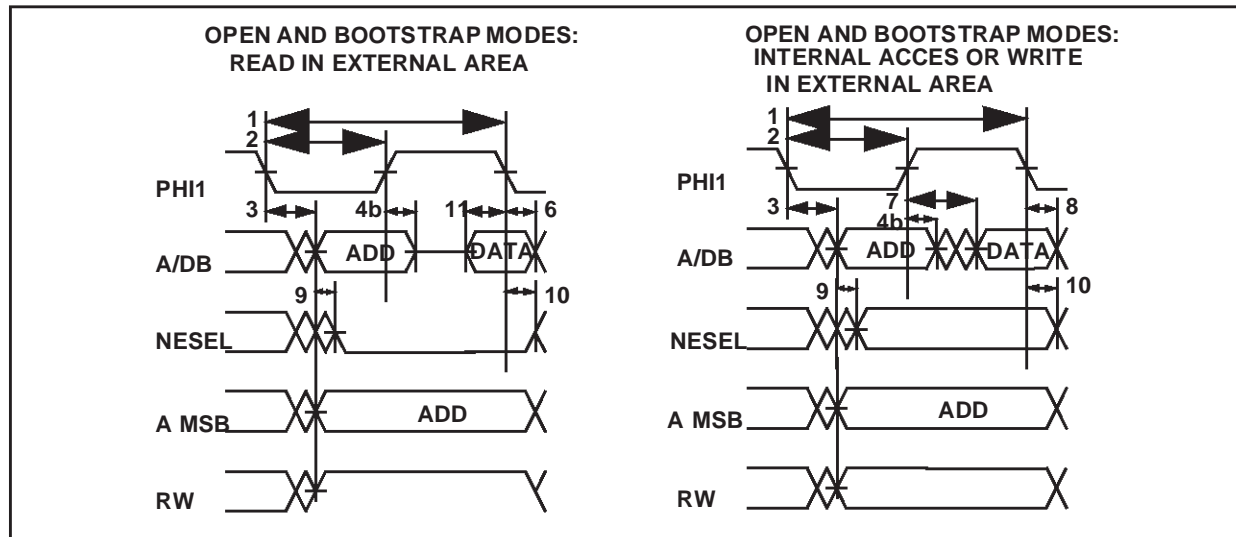 OPEN AND BOOTSTRAP MODES:
READ IN EXTERNAL AREA
1
2
PHI1
3
4b
11
6
A/DB
ADD
DATA
9
10
NESEL
A MSB
ADD
RW
OPEN AND BOOTSTRAP MODES:
INTERNAL ACCES OR WRITE
IN EXTERNAL AREA
1
2
PHI1
3
7
4b
8
A/DB
ADD
DATA
9
10
NESEL
A MSB
ADD
RW